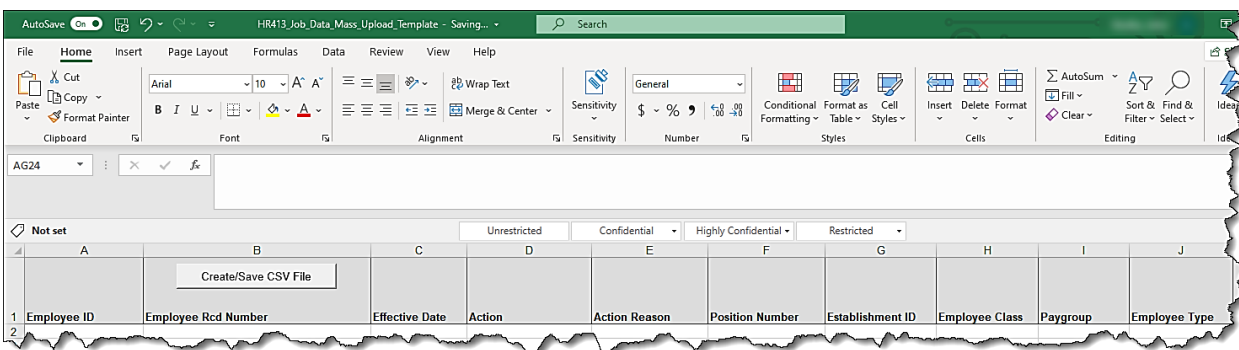 AutoSave On HR413_Job_Data_Mass_Upload_Template - Saving... Search
File Home Insert Page Layout Formulas Data Review View Help
Paste Cut Copy Format Painter
Clipboard
Arial 10 A^ A˅
B I U A
Font
ab Wrap Text
Merge & Center
Alignment
Sensitivity
Sensitivity
General
$ % 9 .00 .00
Number
Conditional Formatting Format as Table Cell Styles
Styles
Insert Delete Format
Cells
Σ AutoSum
Fill
Clear
Sort & Filter Find & Select
Editing
AG24 fx
Not set Unrestricted Confidential Highly Confidential Restricted
A B C D E F G H I J
Create/Save CSV File
1 Employee ID Employee Rcd Number Effective Date Action Action Reason Position Number Establishment ID Employee Class Paygroup Employee Type
2